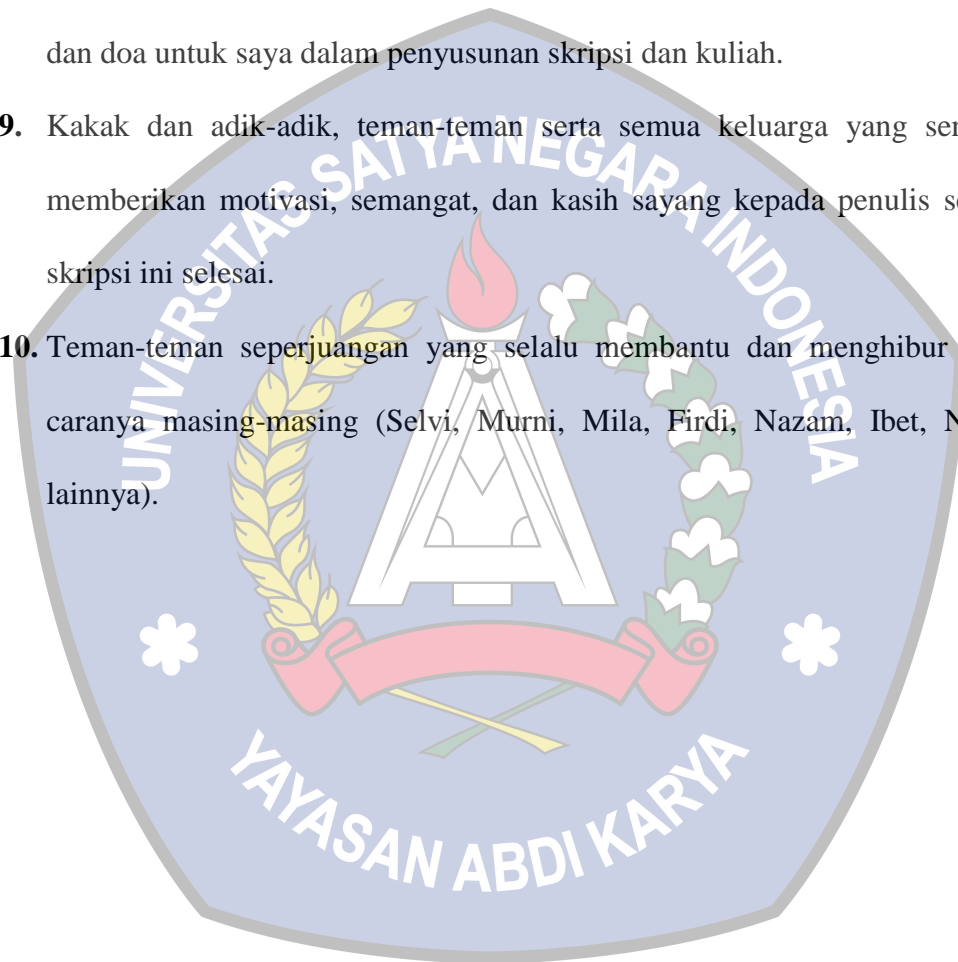 dan doa untuk saya dalam penyusunan skripsi dan kuliah.
9. Kakak dan adik-adik, teman-teman serta semua keluarga yang
memberikan motivasi, semangat, dan kasih sayang kepada penulis
skripsi ini selesai.
10. Teman-teman seperjuangan yang selalu membantu dan menghibur
caranya masing-masing (Selvi, Murni, Mila, Firdi, Nazam, Ibet,
lainnya).
UNIVERSITAS SATYA NEGARA INDONESIA
YAYASAN ABDI KARYA